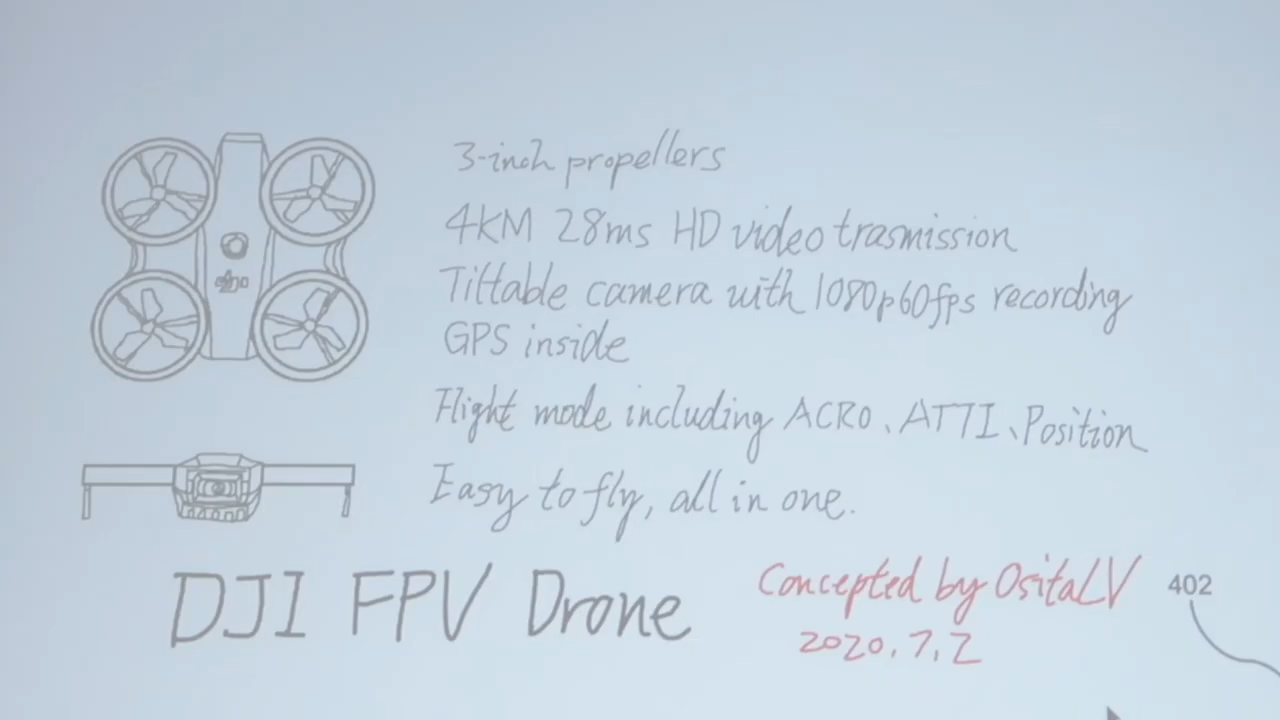 3-inch propellers
4KM 28ms HD video trasmission
Tiltable camera with 1080p60fps recording
GPS inside
Flight mode including ACRO、ATTI、Position
Easy to fly, all in one.
DJI FPV Drone
Concepted by OsitaLV
2020.7.2
402